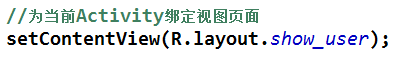 //为当前Activity绑定视图页面
setContentView(R.layout.show_user);